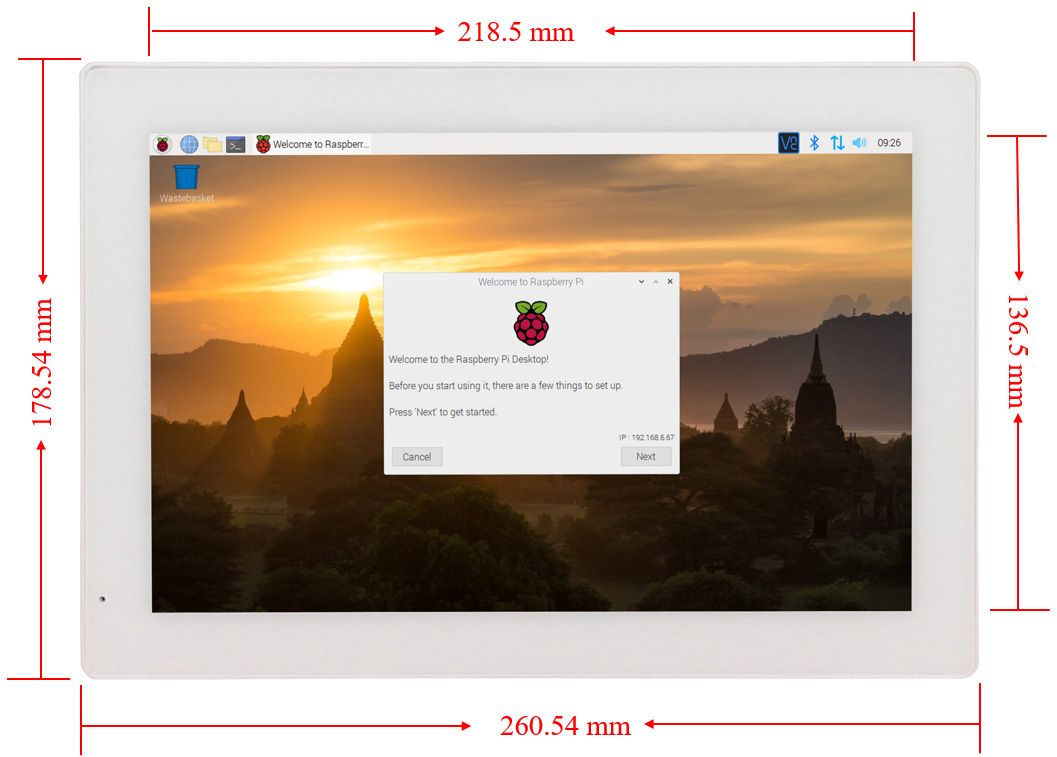 218.5 mm
Welcome to Raspberr...
09:26
Wastebasket
Welcome to Raspberry Pi
Welcome to the Raspberry Pi Desktop!
Before you start using it, there are a few things to set up.
Press 'Next' to get started.
IP : 192.168.6.67
Cancel
Next
178.54 mm
136.5 mm
260.54 mm